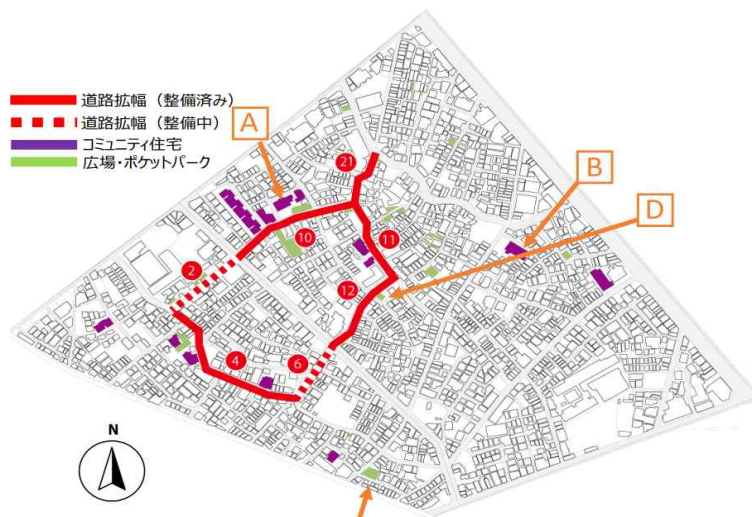 道路拡幅（整備済み）
道路拡幅（整備中）
コミュニティ住宅
広場・ポケットパーク
A
21
B
D
10
11
2
12
4
6
N